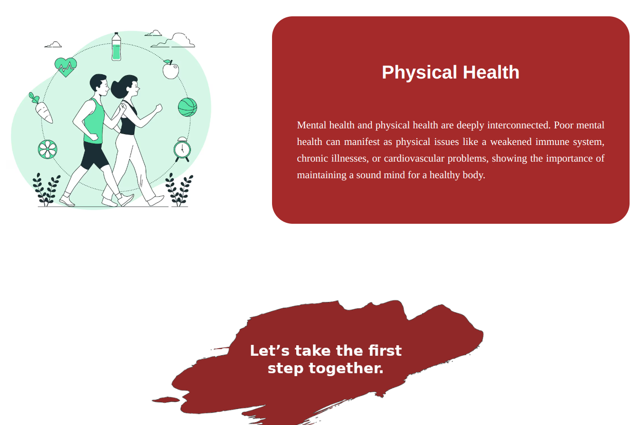 Physical Health
Mental health and physical health are deeply interconnected. Poor mental
health can manifest as physical issues like a weakened immune system,
chronic illnesses, or cardiovascular problems, showing the importance of
maintaining a sound mind for a healthy body.
Let’s take the first
step together.